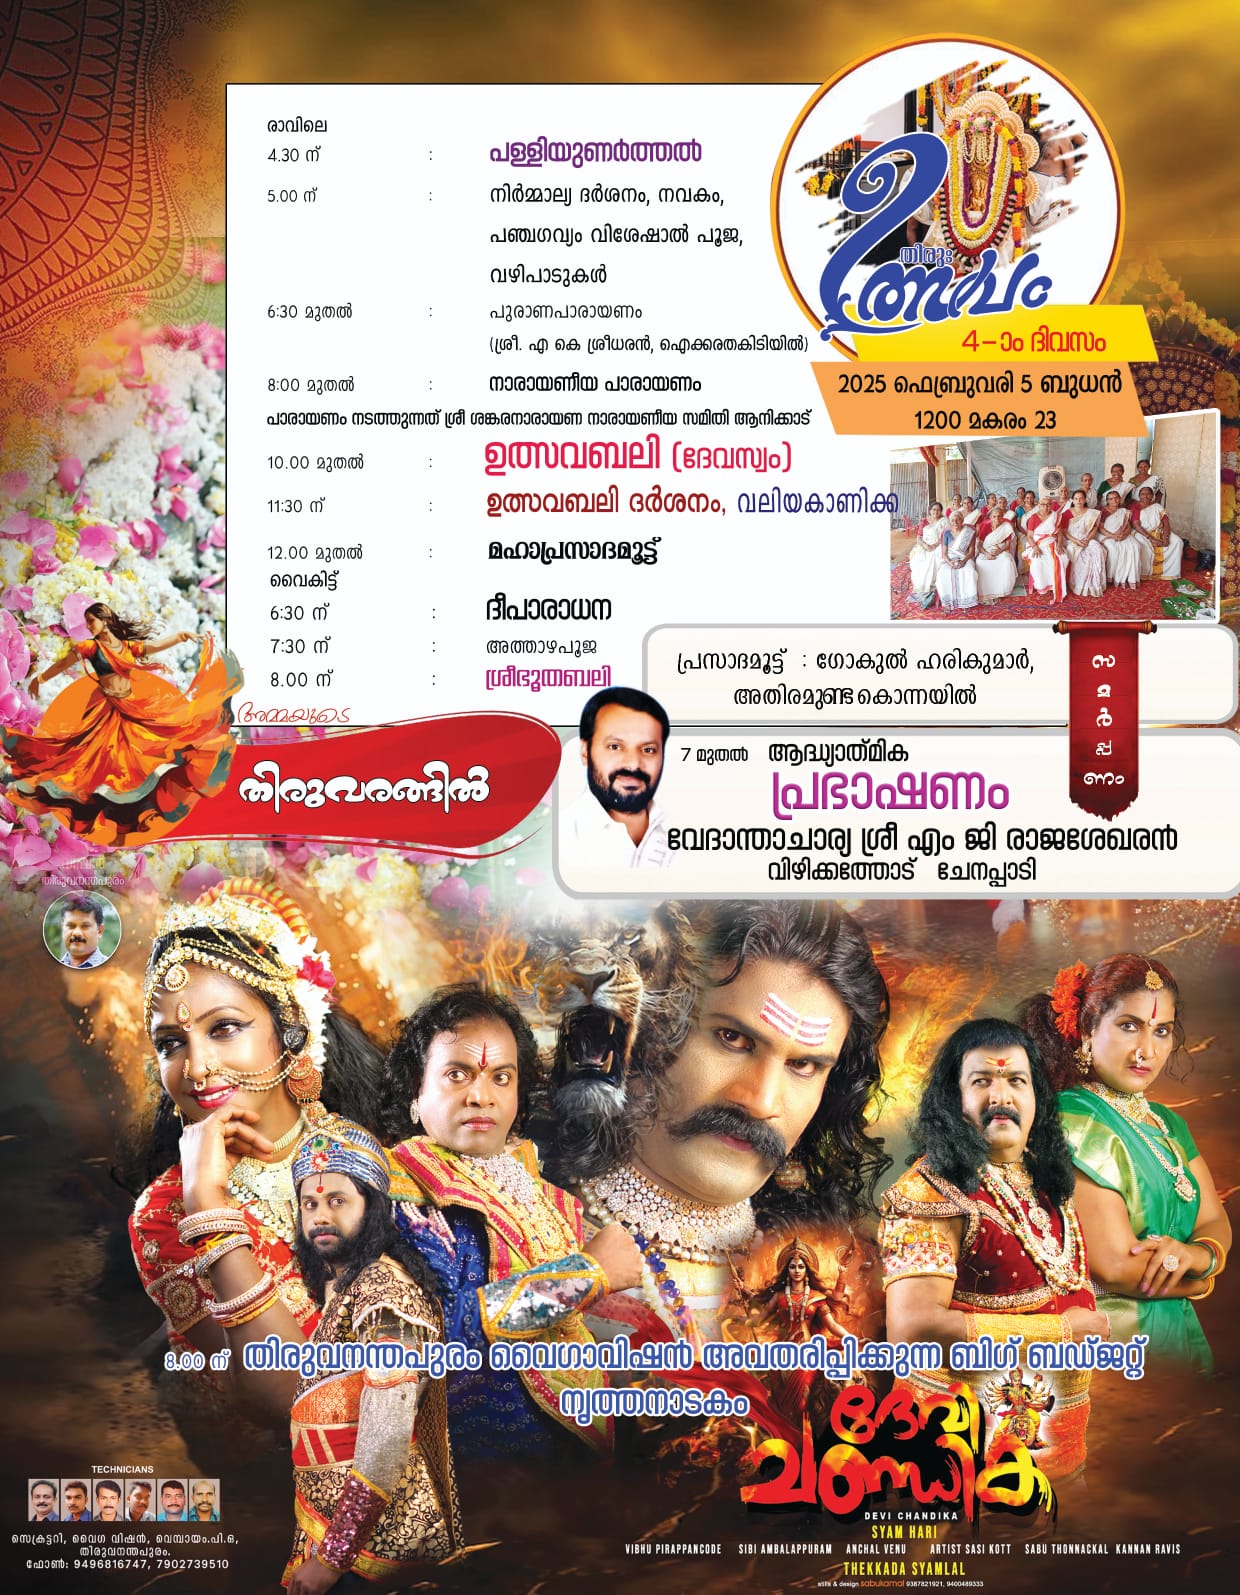 രാവിലെ
4.30 ന് : പള്ളിയുണർത്തൽ
5.00 ന് : നിർമ്മാല്യ ദർശനം, നവകം,
പഞ്ചഗവ്യം വിശേഷാൽ പൂജ,
വഴിപാടുകൾ
6:30 മുതൽ : പുരാണപാരായണം
(ശ്രീ. എ കെ ശ്രീധരൻ, ഐക്കരതകിടിയിൽ)
8:00 മുതൽ : നാരായണീയ പാരായണം
പാരായണം നടത്തുന്നത് ശ്രീ ശങ്കരനാരായണ നാരായണീയ സമിതി ആനിക്കാട്
10.00 മുതൽ : ഉത്സവബലി (ദേവസ്വം)
11:30 ന് : ഉത്സവബലി ദർശനം, വലിയകാണിക്ക
12.00 മുതൽ : മഹാപ്രസാദമൂട്ട്
വൈകിട്ട്
6:30 ന് : ദീപാരാധന
7:30 ന് : അത്താഴപൂജ
8.00 ന് : ശ്രീഭൂതബലി
തിരുഃ
ഉത്സവം
4-ാം ദിവസം
2025 ഫെബ്രുവരി 5 ബുധൻ
1200 മകരം 23
പ്രസാദമൂട്ട് : ഗോകുൽ ഹരികുമാർ,
അതിരമുണ്ടകൊന്നയിൽ
സമർപ്പണം
അമ്മയുടെ
തിരുവരങ്ങിൽ
7 മുതൽ ആദ്ധ്യാത്മിക
പ്രഭാഷണം
വേദാന്താചാര്യ ശ്രീ എം ജി രാജശേഖരൻ
വിഴിക്കത്തോട് ചേനപ്പാടി
തിരുവനന്തപുരം
8.00 ന് തിരുവനന്തപുരം വൈഗാവിഷൻ അവതരിപ്പിക്കുന്ന ബിഗ് ബഡ്ജറ്റ്
നൃത്തനാടകം
ദേവി
ചണ്ഡിക
DEVI CHANDIKA
SYAM HARI
VIBHU PIRAPPANCODE SIBI AMBALAPPURAM ANCHAL VENU ARTIST SASI KOTT SABU THONNACKAL KANNAN RAVIS
THEKKADA SYAMLAL
stills & design sabukamal 9387821921, 9400489333
TECHNICIANS
സെക്രട്ടറി, വൈഗ വിഷൻ, വെമ്പായം.പി.ഒ,
തിരുവനന്തപുരം.
ഫോൺ: 9496816747, 7902739510